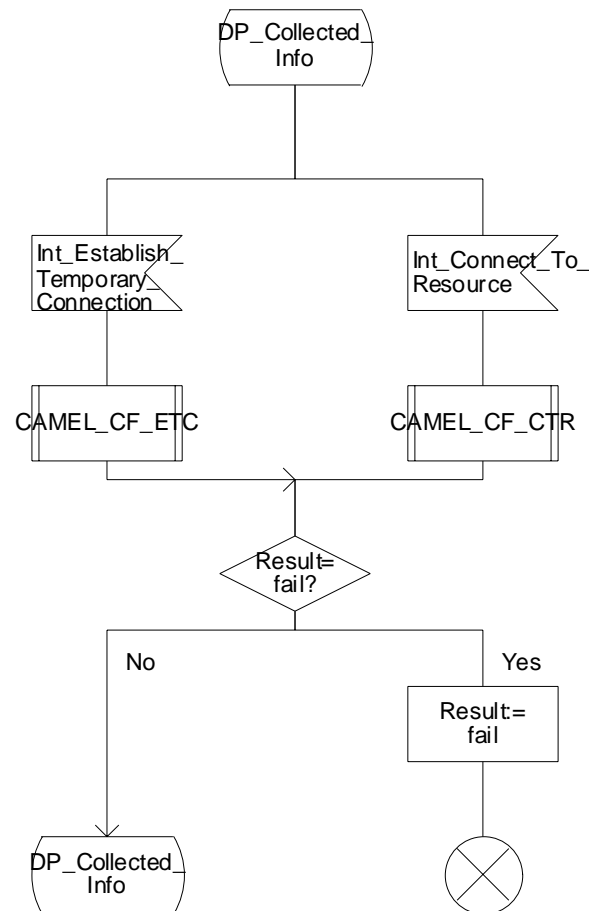 DP_Collected_
Info
Int_Establish_
Temporary_
Connection
Int_Connect_To_
Resource
CAMEL_CF_ETC
CAMEL_CF_CTR
Result=
fail?
No
Yes
Result:=
fail
DP_Collected_
Info